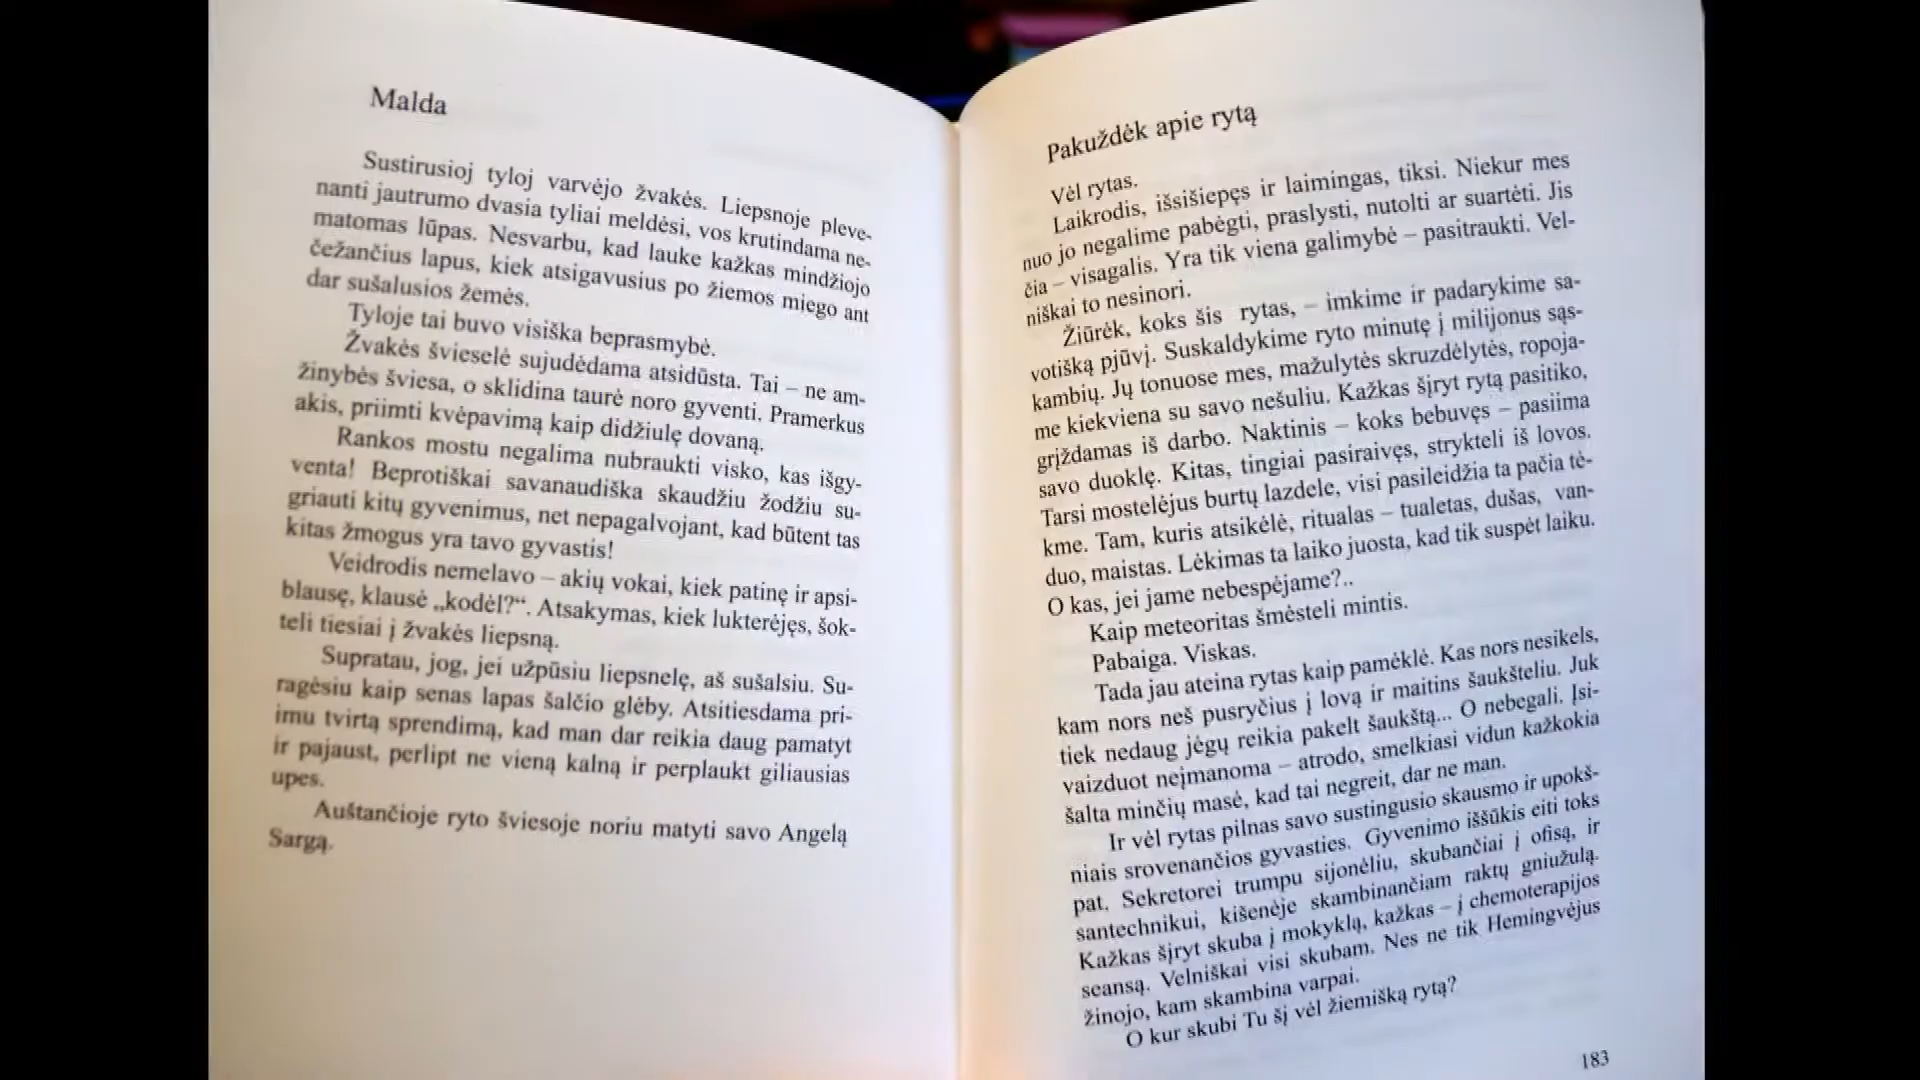 Malda
Sustirusioj tyloj varvėjo žvakės. Liepsnoje pleve-
nanti jautrumo dvasia tyliai meldėsi, vos krutindama ne-
matomas lūpas. Nesvarbu, kad lauke kažkas mindžiojo
čežančius lapus, kiek atsigavusius po žiemos miego ant
dar sušalusios žemės.
Tyloje tai buvo visiška beprasmybė.
Žvakės švieselė sujudėdama atsidūsta. Tai – ne am-
žinybės šviesa, o sklidina taurė noro gyventi. Pramerkus
akis, priimti kvėpavimą kaip didžiulę dovaną.
Rankos mostu negalima nubraukti visko, kas išgy-
venta! Beprotiškai savanaudiška skaudžiu žodžiu su-
griauti kitų gyvenimus, net nepagalvojant, kad būtent tas
kitas žmogus yra tavo gyvastis!
Veidrodis nemelavo – akių vokai, kiek patinę ir apsi-
blausę, klausė „kodėl?“. Atsakymas, kiek lukterėjęs, šok-
teli tiesiai į žvakės liepsną.
Supratau, jog, jei užpūsiu liepsnelę, aš sušalsiu. Su-
ragėsiu kaip senas lapas šalčio glėby. Atsitiesdama pri-
imu tvirtą sprendimą, kad man dar reikia daug pamatyt
ir pajaust, perlipt ne vieną kalną ir perplaukt giliausias
upes.
Auštančioje ryto šviesoje noriu matyti savo Angelą
Sargą.
Pakuždėk apie rytą
Vėl rytas.
Laikrodis, išsišiepęs ir laimingas, tiksi. Niekur mes
nuo jo negalime pabėgti, praslysti, nutolti ar suartėti. Jis
čia – visagalis. Yra tik viena galimybė – pasitraukti. Vel-
niškai to nesinori.
Žiūrėk, koks šis rytas, – imkime ir padarykime sa-
votišką pjūvį. Suskaldykime ryto minutę į milijonus sąs-
kambių. Jų tonuose mes, mažulytės skruzdėlytės, ropoja-
me kiekviena su savo nešuliu. Kažkas šįryt rytą pasitiko,
grįždamas iš darbo. Naktinis – koks bebuvęs – pasiima
savo duoklę. Kitas, tingiai pasiraivęs, strykteli iš lovos.
Tarsi mostelėjus burtų lazdele, visi pasileidžia ta pačia tė-
kme. Tam, kuris atsikėlė, ritualas – tualetas, dušas, van-
duo, maistas. Lėkimas ta laiko juosta, kad tik suspėt laiku.
O kas, jei jame nebespėjame?..
Kaip meteoritas šmėsteli mintis.
Pabaiga. Viskas.
Tada jau ateina rytas kaip pamėklė. Kas nors nesikels,
kam nors neš pusryčius į lovą ir maitins šaukšteliu. Juk
tiek nedaug jėgų reikia pakelt šaukštą... O nebegali. Įsi-
vaizduot neįmanoma – atrodo, smelkiasi vidun kažkokia
šalta minčių masė, kad tai negreit, dar ne man.
Ir vėl rytas pilnas savo sustingusio skausmo ir upokš-
niais srovenančios gyvasties. Gyvenimo iššūkis eiti toks
pat. Sekretorei trumpu sijonėliu, skubančiai į ofisą, ir
santechnikui, kišenėje skambinančiam raktų gniužulą.
Kažkas šįryt skuba į mokyklą, kažkas – į chemoterapijos
seansą. Velniškai visi skubam. Nes ne tik Hemingvėjus
žinojo, kam skambina varpai.
O kur skubi Tu šį vėl žiemišką rytą?
183